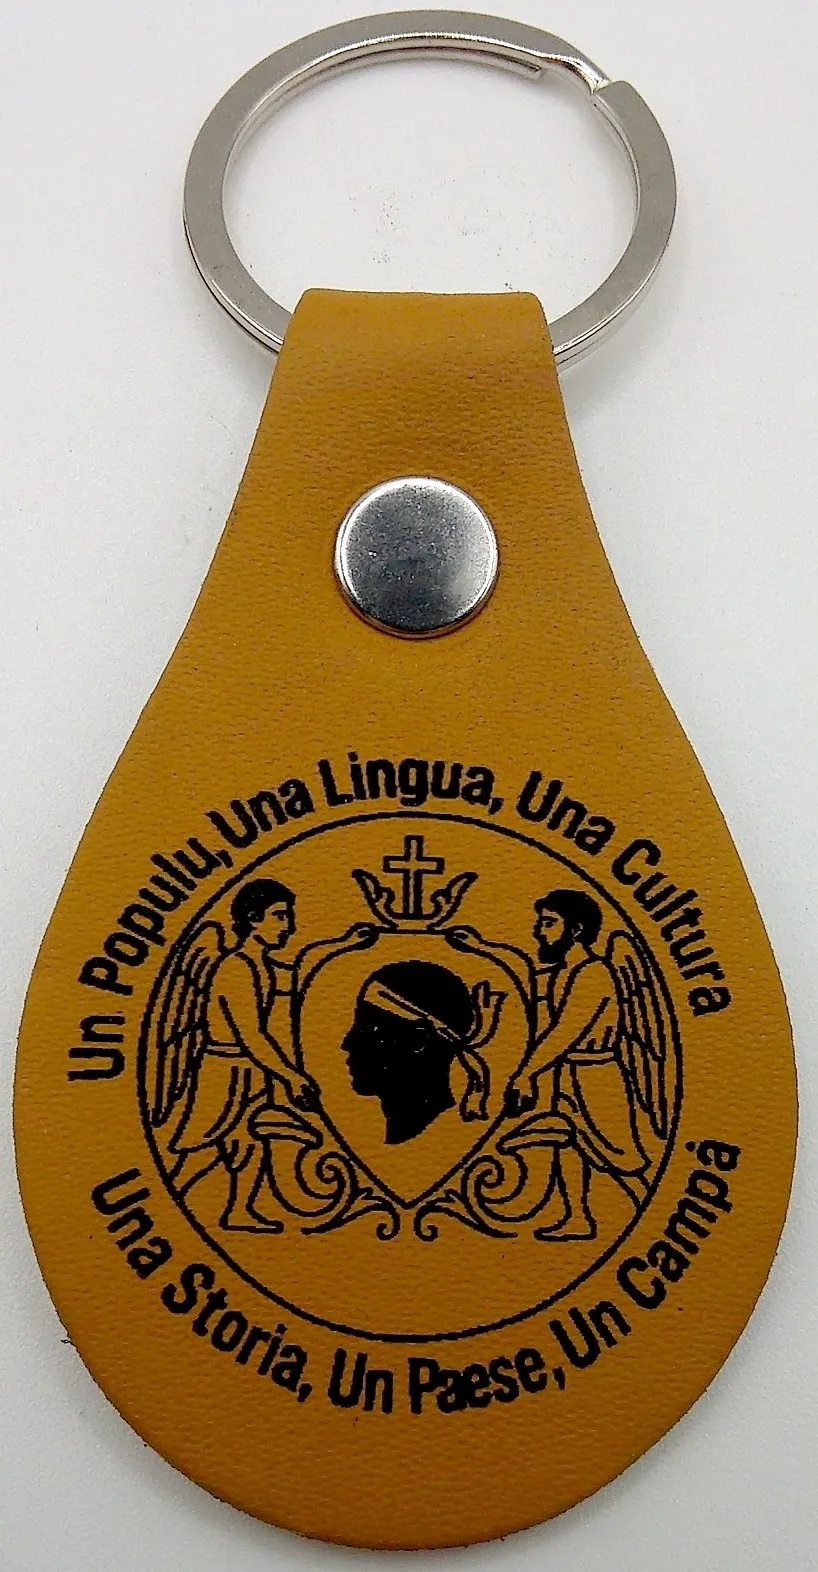 Un Populu, Una Lingua, Una Cultura
Una Storia, Un Paese, Un Campà